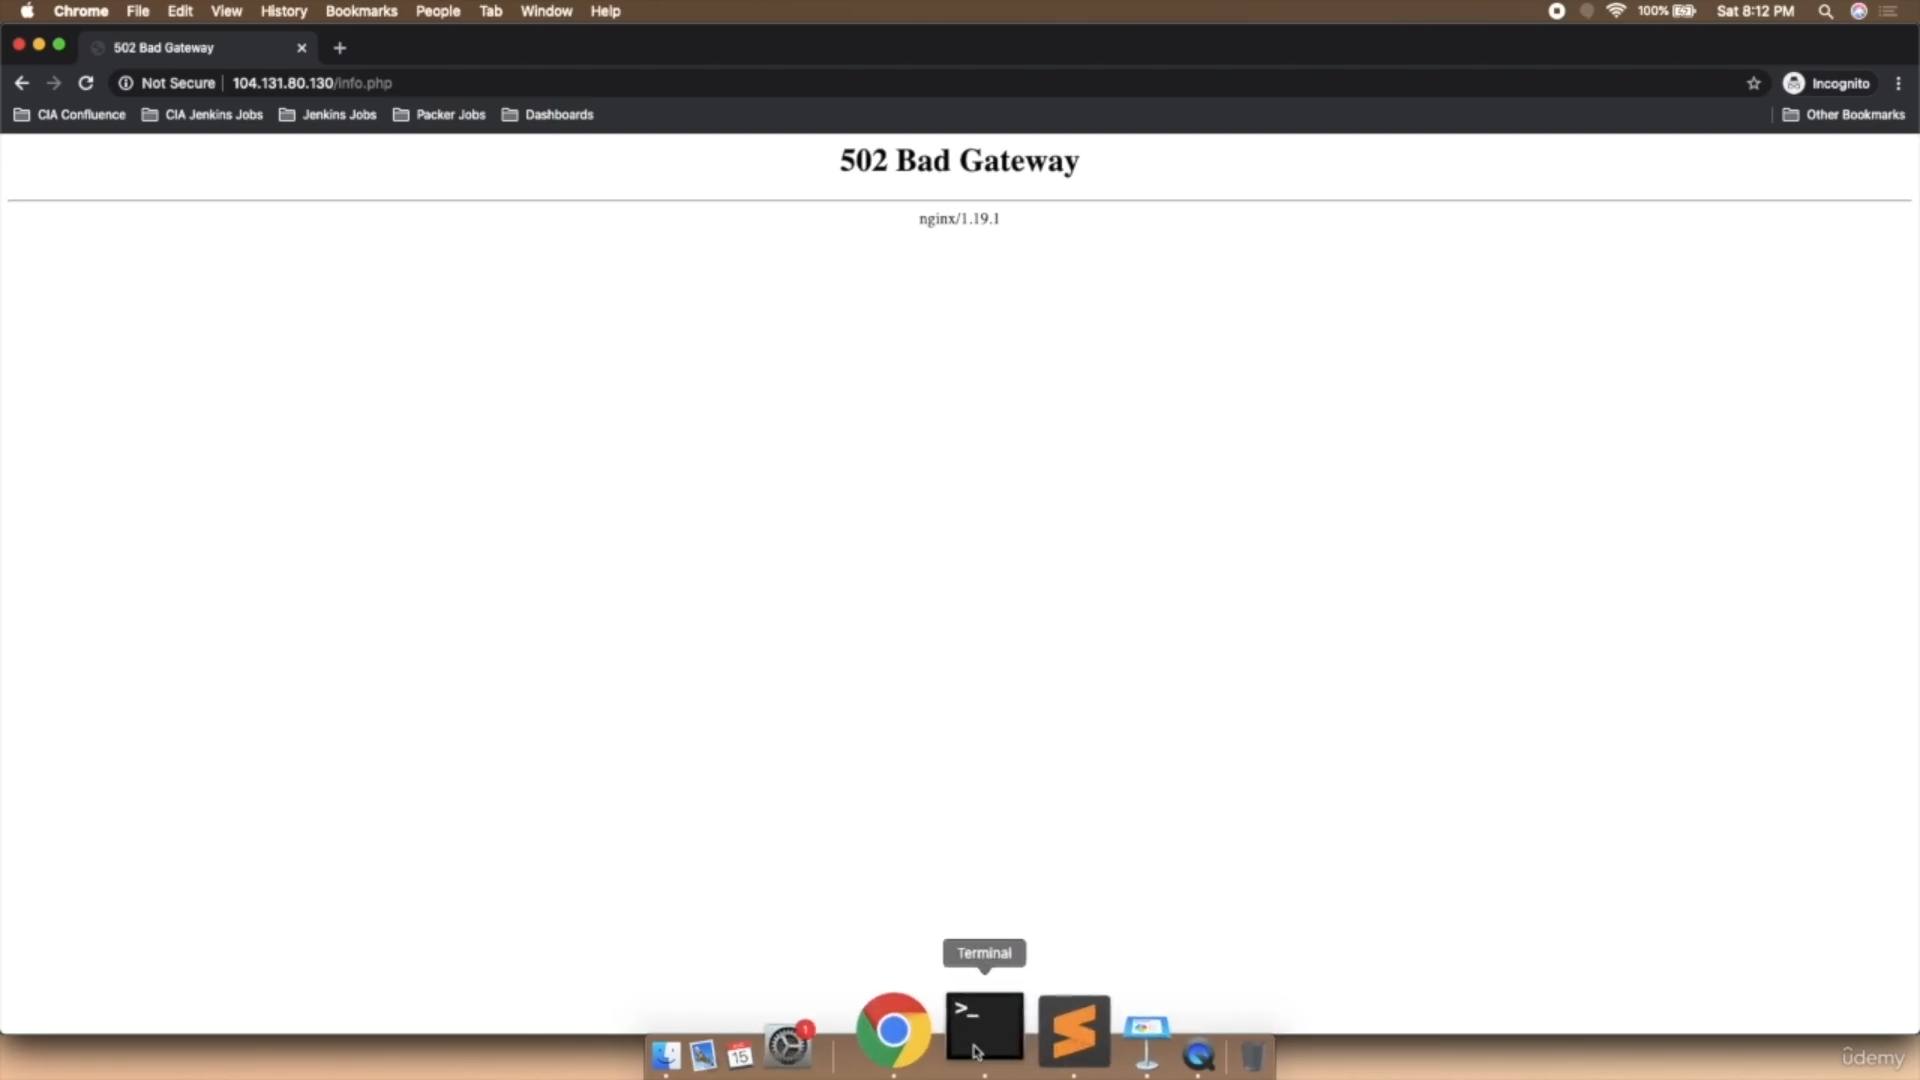 Chrome File Edit View History Bookmarks People Tab Window Help 100% Sat 8:12 PM
502 Bad Gateway
Not Secure 104.131.80.130/info.php Incognito
CIA Confluence CIA Jenkins Jobs Jenkins Jobs Packer Jobs Dashboards Other Bookmarks
502 Bad Gateway
nginx/1.19.1
Terminal
>_
1
15
ûdemy